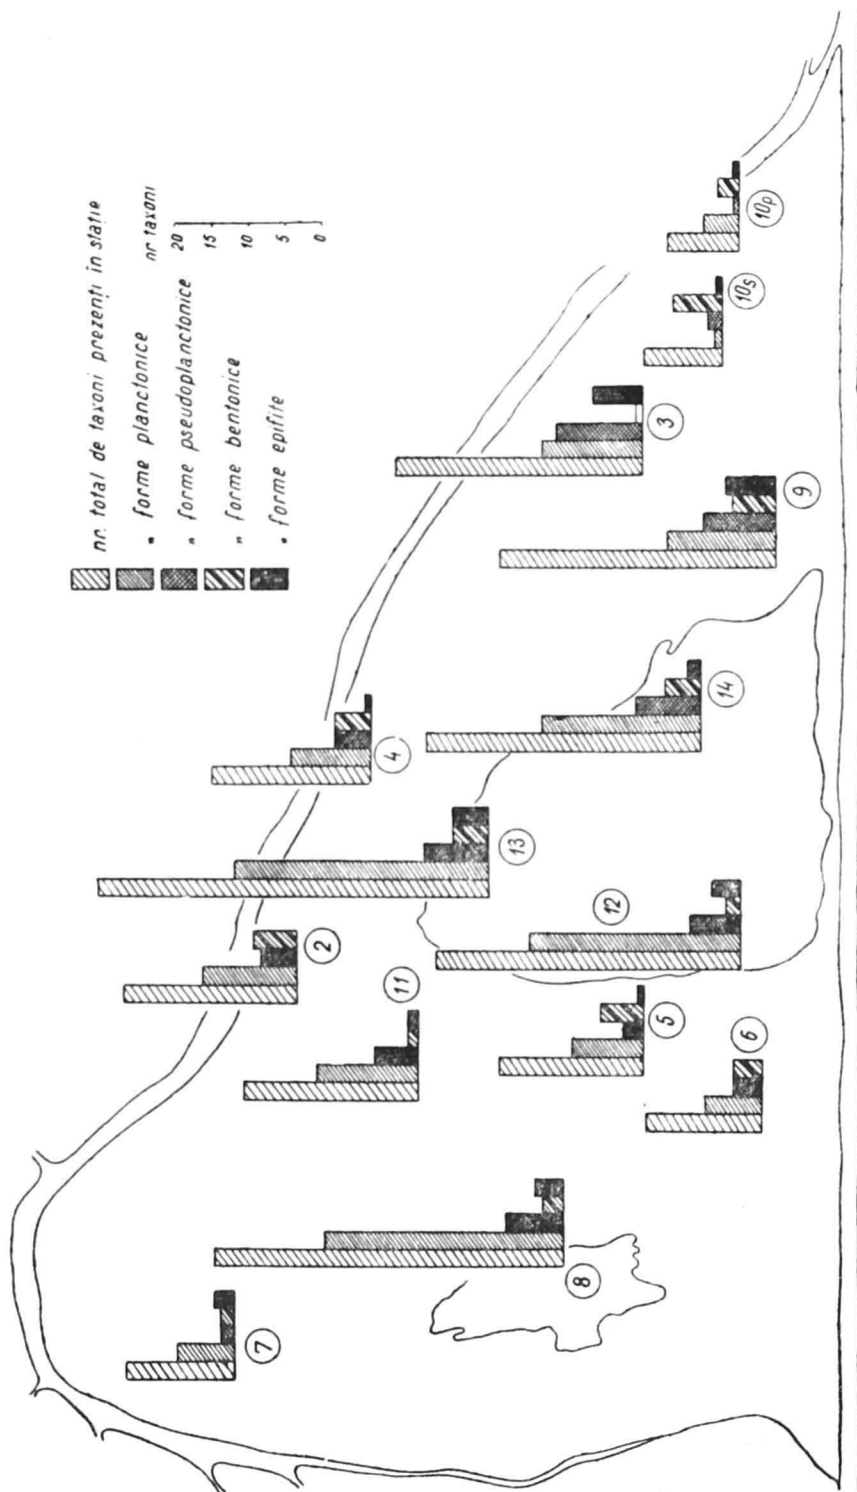 nr. total de taxoni prezenți în stație
" forme planctonice
" forme pseudoplanctonice
" forme bentonice
" forme epifite
nr taxoni
20
15
10
5
0
7
8
11
2
13
4
12
5
6
14
3
9
10s
10p